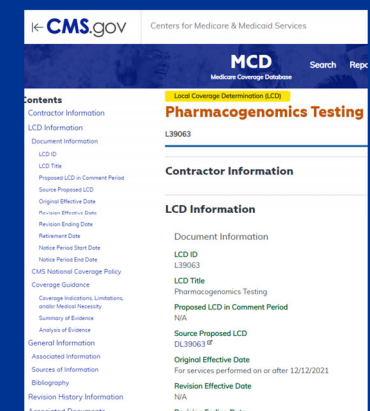 CMS.gov
Centers for Medicare & Medicaid Services
MCD
Medicare Coverage Database
Search
Contents
Contractor Information
LCD Information
Document Information
LCD ID
LCD Title
Proposed LCD in Comment Period
Source Proposed LCD
Original Effective Date
Revision Effective Date
Revision Ending Date
Retirement Date
Notice Period Start Date
Notice Period End Date
CMS National Coverage Policy
Coverage Guidance
Coverage Indications, Limitations,
and/or Medical Necessity
Summary of Evidence
Analysis of Evidence
General Information
Associated Information
Sources of Information
Bibliography
Revision History Information
Associated Documents
Local Coverage Determination (LCD)
Pharmacogenomics Testing
L39063
Contractor Information
LCD Information
Document Information
LCD ID
L39063
LCD Title
Pharmacogenomics Testing
Proposed LCD in Comment Period
N/A
Source Proposed LCD
DL39063
Original Effective Date
For services performed on or after 12/12/2021
Revision Effective Date
N/A
Revision Ending Date